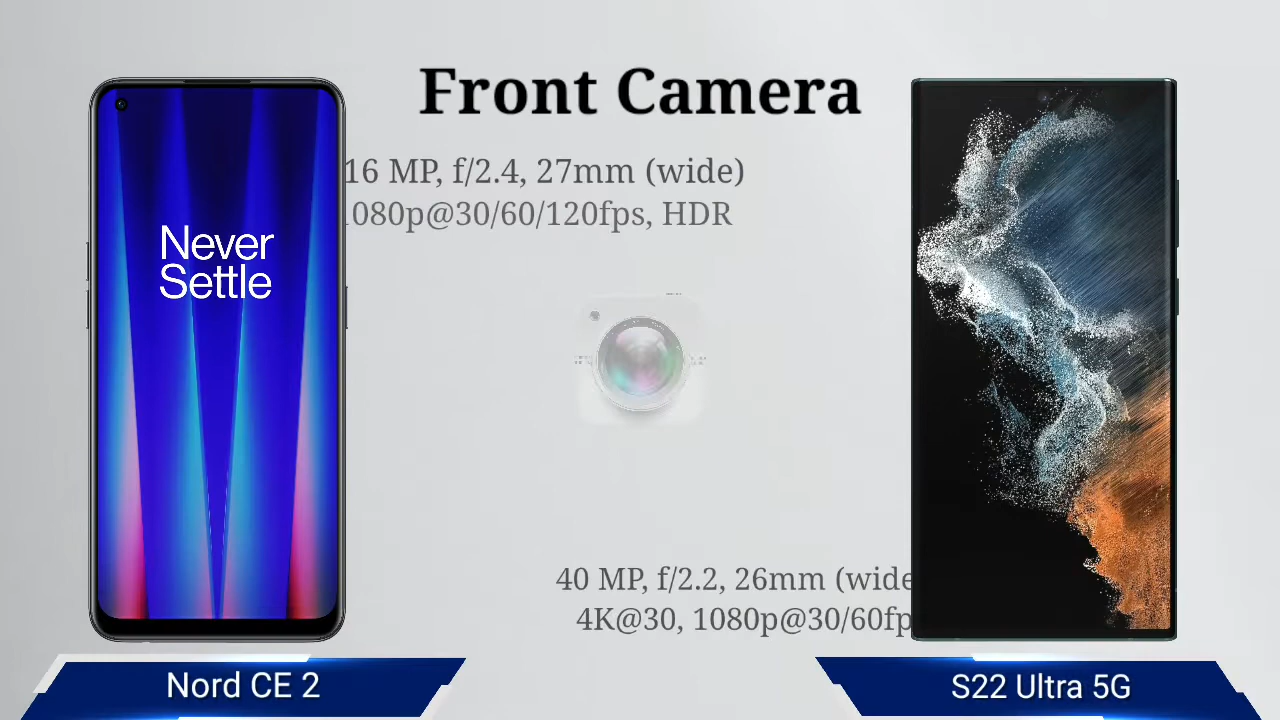 Front Camera
16 MP, f/2.4, 27mm (wide)
1080p@30/60/120fps, HDR
Never
Settle
40 MP, f/2.2, 26mm (wide
4K@30, 1080p@30/60fp
Nord CE 2
S22 Ultra 5G